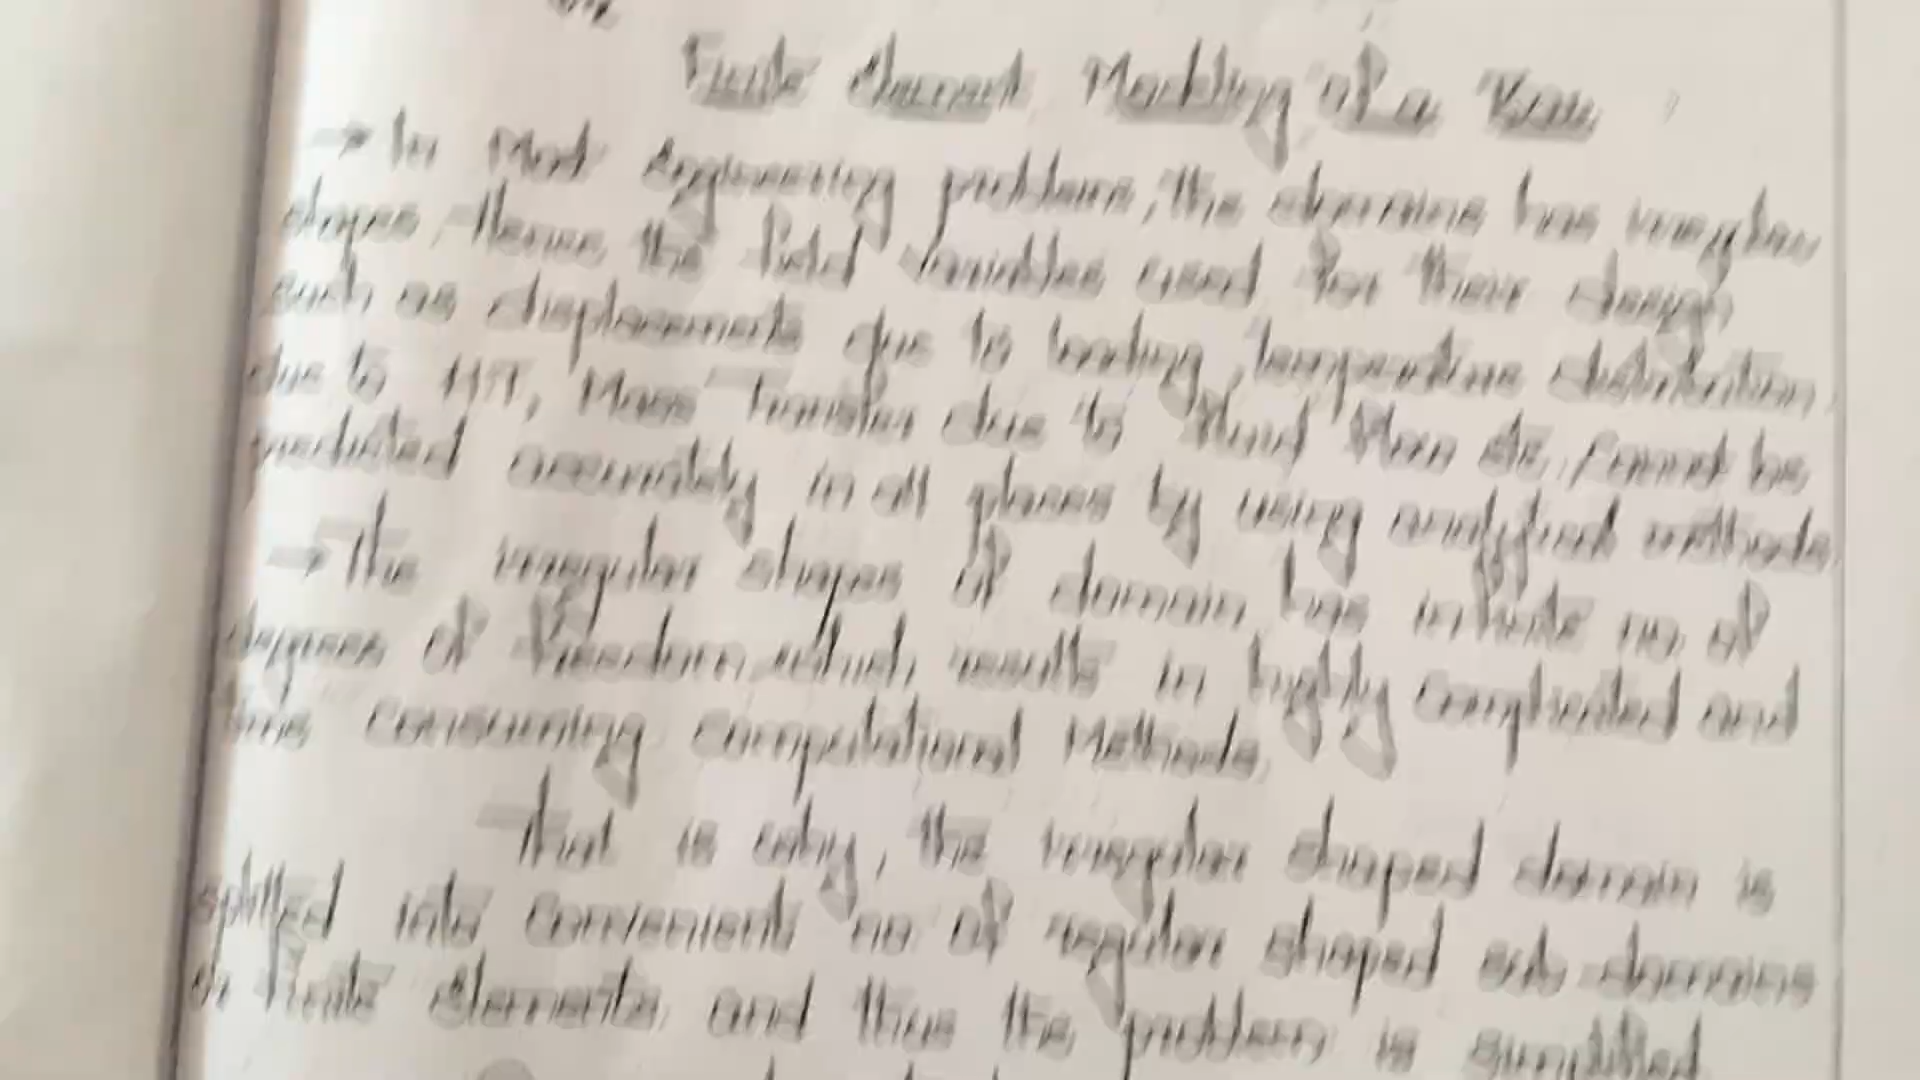 Finite Element Modelling of a
→ In Most Engineering problems, the domains has irregular
shapes, Hence the field variables used for their design
such as displacements due to loading, temperature distribution
due to H.T, Mass Transfer due to fluid flow etc, cannot be
predicted accurately in all places by using analytical methods.
→ The irregular shapes of domain has infinite no of
degrees of freedom, which results in highly complicated and
time consuming computational Methods.
That is why, the irregular shaped domain is
splitted into convenient no of regular shaped sub-domains
or finite elements and thus the problem is simplified